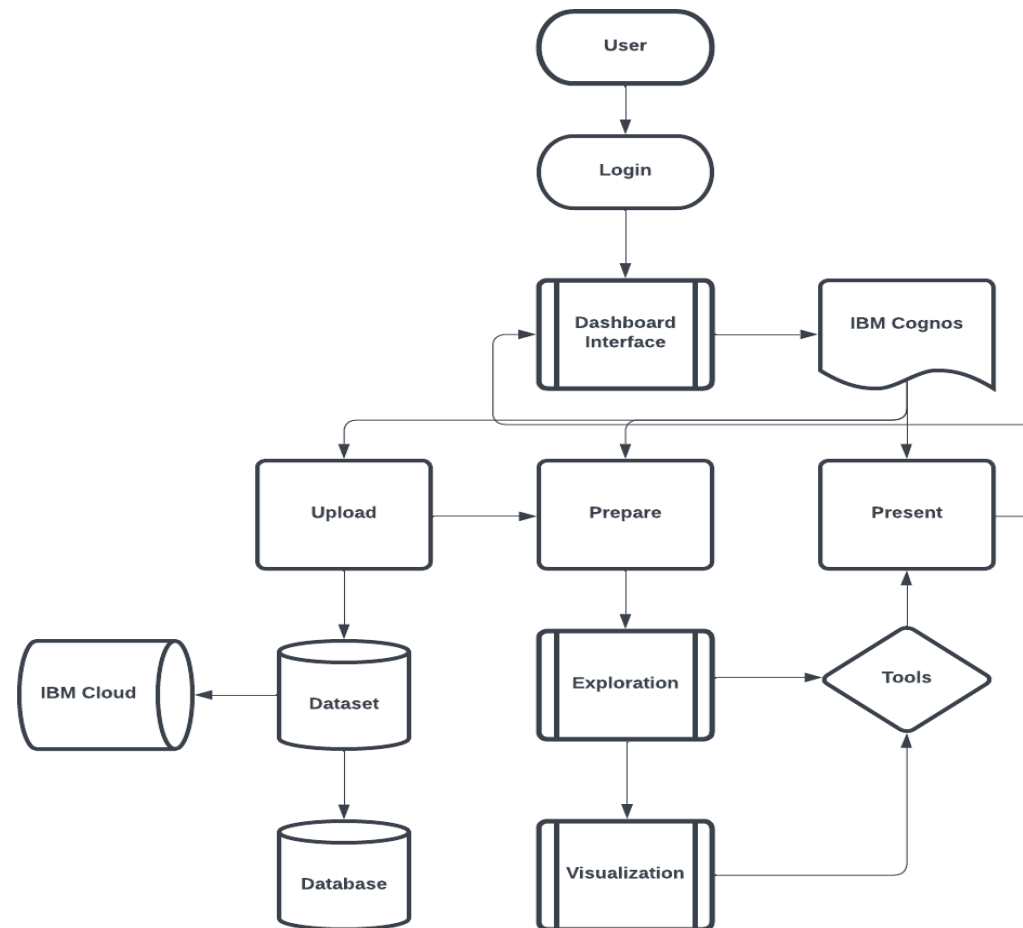 User
Login
Dashboard
Interface
IBM Cognos
Upload
Prepare
Present
IBM Cloud
Dataset
Exploration
Tools
Database
Visualization